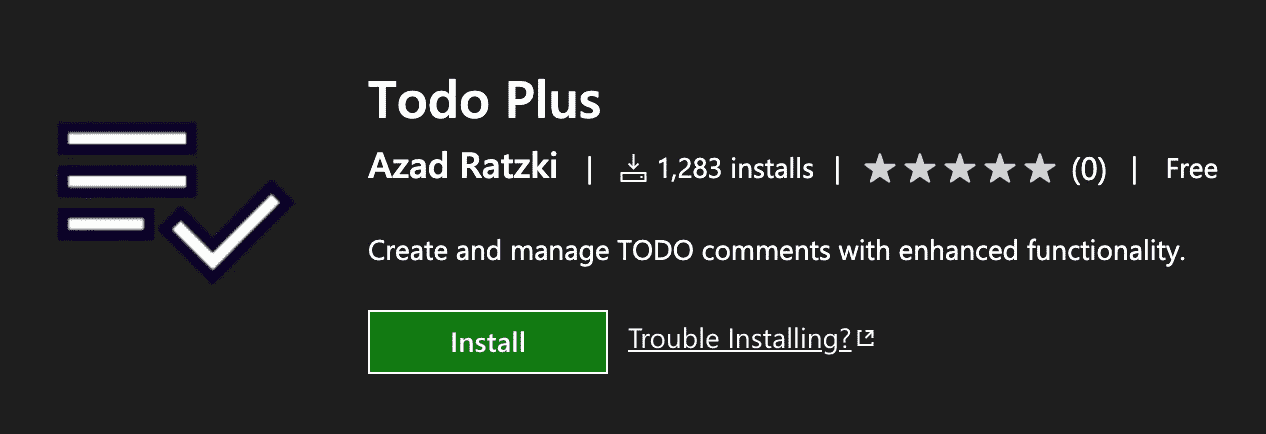 Todo Plus
Azad Ratzki | 1,283 installs | (0) | Free
Create and manage TODO comments with enhanced functionality.
Install Trouble Installing?